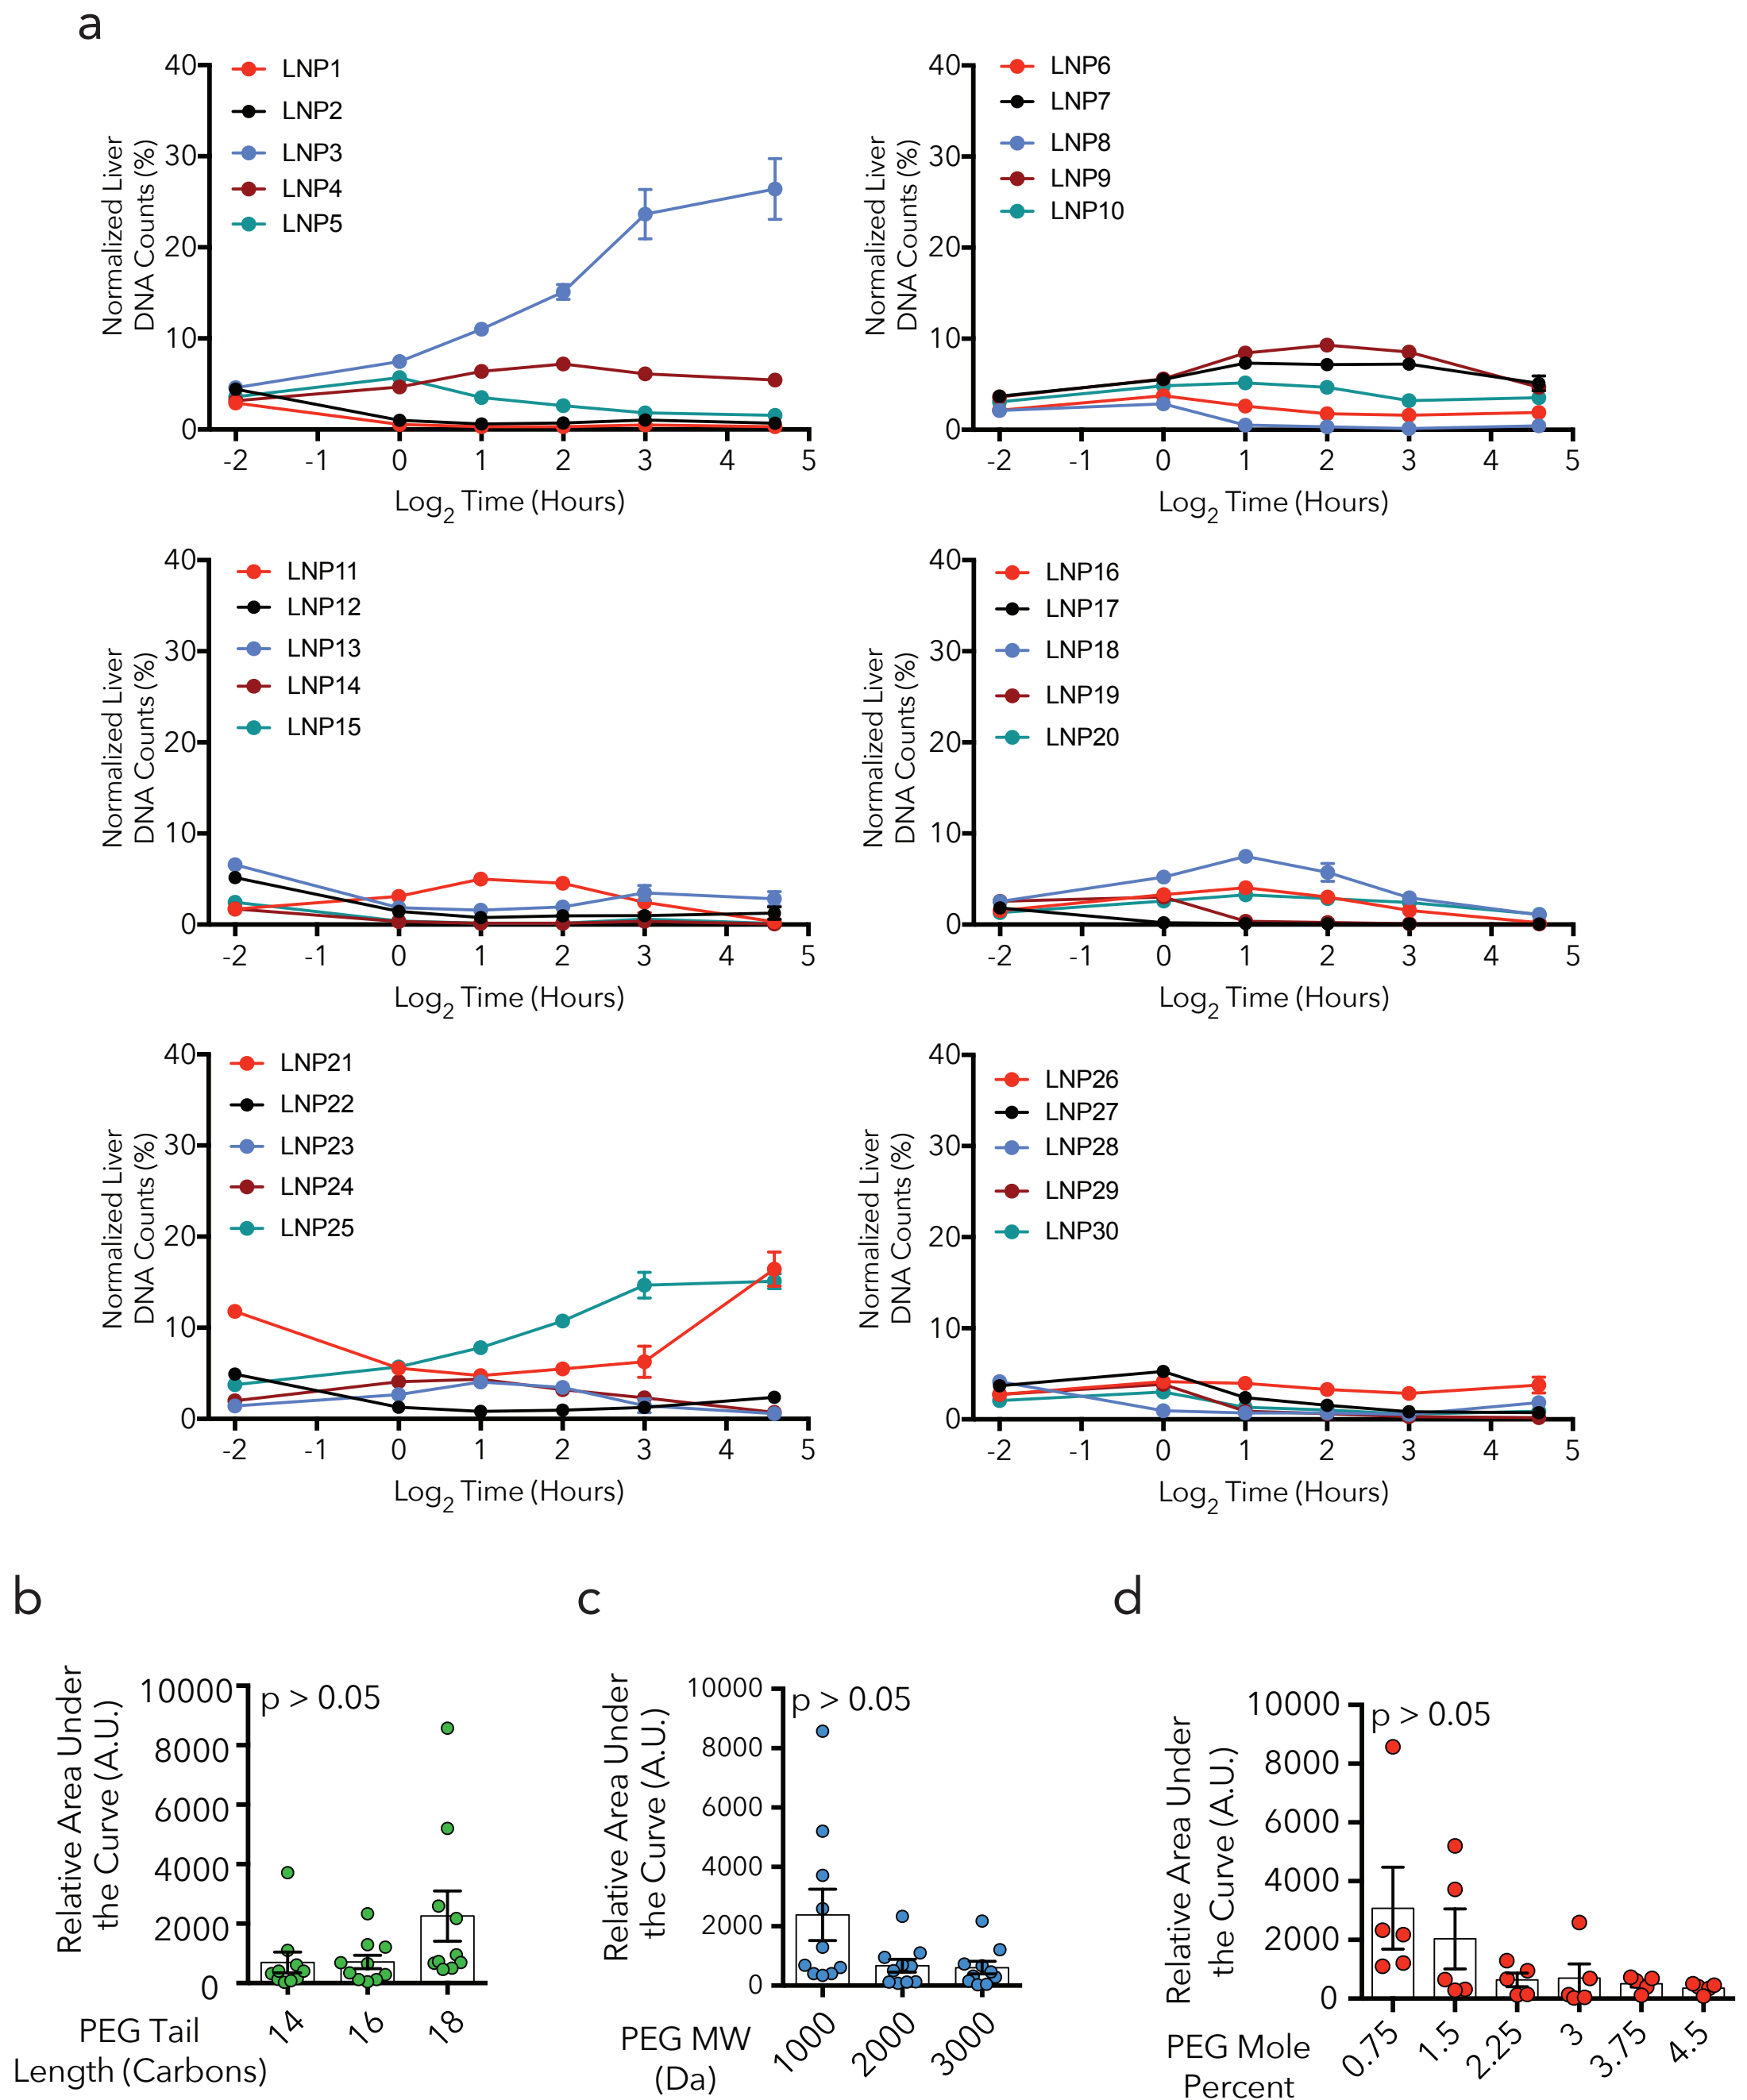 a
40
30
20
10
0
Normalized Liver
DNA Counts (%)
LNP1
LNP2
LNP3
LNP4
LNP5
-2 -1 0 1 2 3 4 5
Log2 Time (Hours)
40
30
20
10
0
Normalized Liver
DNA Counts (%)
LNP6
LNP7
LNP8
LNP9
LNP10
-2 -1 0 1 2 3 4 5
Log2 Time (Hours)
40
30
20
10
0
Normalized Liver
DNA Counts (%)
LNP11
LNP12
LNP13
LNP14
LNP15
-2 -1 0 1 2 3 4 5
Log2 Time (Hours)
40
30
20
10
0
Normalized Liver
DNA Counts (%)
LNP16
LNP17
LNP18
LNP19
LNP20
-2 -1 0 1 2 3 4 5
Log2 Time (Hours)
40
30
20
10
0
Normalized Liver
DNA Counts (%)
LNP21
LNP22
LNP23
LNP24
LNP25
-2 -1 0 1 2 3 4 5
Log2 Time (Hours)
40
30
20
10
0
Normalized Liver
DNA Counts (%)
LNP26
LNP27
LNP28
LNP29
LNP30
-2 -1 0 1 2 3 4 5
Log2 Time (Hours)
b
Relative Area Under
the Curve (A.U.)
10000
8000
6000
4000
2000
0
p > 0.05
14 16 18
PEG Tail
Length (Carbons)
c
Relative Area Under
the Curve (A.U.)
10000
8000
6000
4000
2000
0
p > 0.05
1000 2000 3000
PEG MW
(Da)
d
Relative Area Under
the Curve (A.U.)
10000
8000
6000
4000
2000
0
p > 0.05
0.75 1.5 2.25 3 3.75 4.5
PEG Mole
Percent